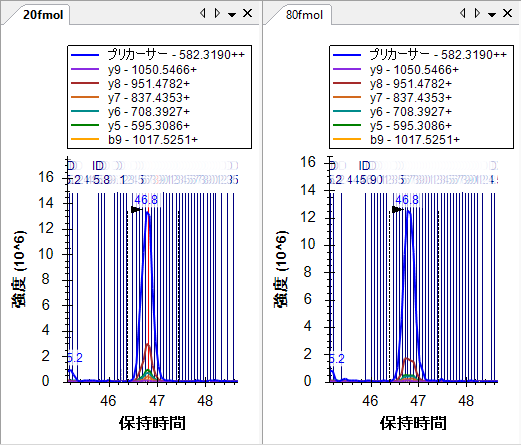 20fmol
プリカーサー - 582.3190++
y9 - 1050.5466+
y8 - 951.4782+
y7 - 837.4353+
y6 - 708.3927+
y5 - 595.3086+
b9 - 1017.5251+
ID
16
14
12
10
8
6
4
2
0
46.8
5.2
強度 (10^6)
46 47 48
保持時間
80fmol
プリカーサー - 582.3190++
y9 - 1050.5466+
y8 - 951.4782+
y7 - 837.4353+
y6 - 708.3927+
y5 - 595.3086+
b9 - 1017.5251+
ID
16
14
12
10
8
6
4
2
0
46.8
5.2
強度 (10^6)
46 47 48
保持時間